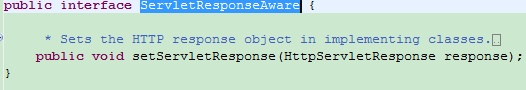 public interface ServletResponseAware {
* Sets the HTTP response object in implementing classes.
public void setServletResponse(HttpServletResponse response);
}